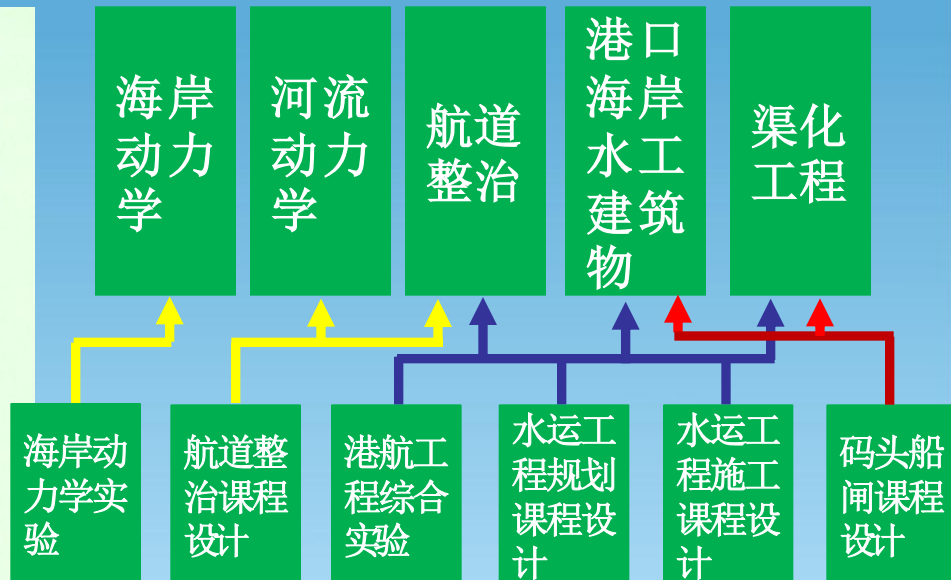 海岸
动力
学
河流
动力
学
航道
整治
港口
海岸
水工
建筑
物
渠化
工程
海岸动
力学实
验
航道整
治课程
设计
港航工
程综合
实验
水运工
程规划
课程设
计
水运工
程施工
课程设
计
码头船
闸课程
设计